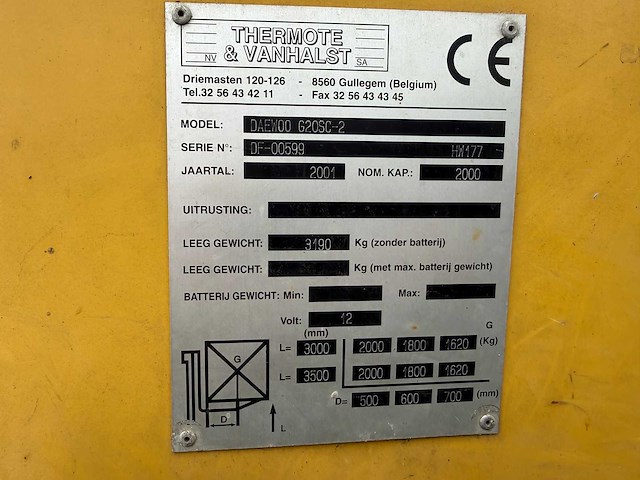 THERMOTE
NV & VANHALST SA
CE
Driemasten 120-126 - 8560 Gullegem (Belgium)
Tel.32 56 43 42 11 - Fax 32 56 43 43 45
MODEL: DAEWOO G20SC-2
SERIE N°: DF-00599 HW177
JAARTAL: 2001 NOM. KAP.: 2000
UITRUSTING:
LEEG GEWICHT: 3190 Kg (zonder batterij)
LEEG GEWICHT: Kg (met max. batterij gewicht)
BATTERIJ GEWICHT: Min: Max:
Volt: 12
(mm) G
L= 3000 2000 1800 1620 (Kg)
L= 3500 2000 1800 1620
D= 500 600 700 (mm)
G
D
L